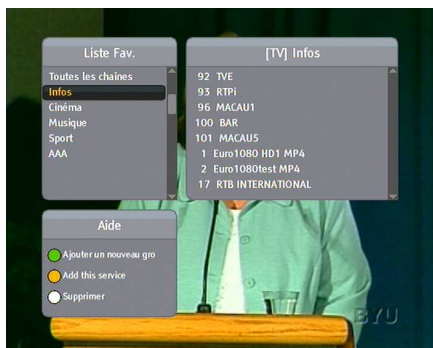 Liste Fav.
Toutes les chaines
Infos
Cinéma
Musique
Sport
AAA
[TV] Infos
92 TVE
93 RTPi
96 MACAU1
100 BAR
101 MACAU5
1 Euro1080 HD1 MP4
2 Euro1080test MP4
17 RTB INTERNATIONAL
Aide
Ajouter un nouveau gro
Add this service
Supprimer
BYU